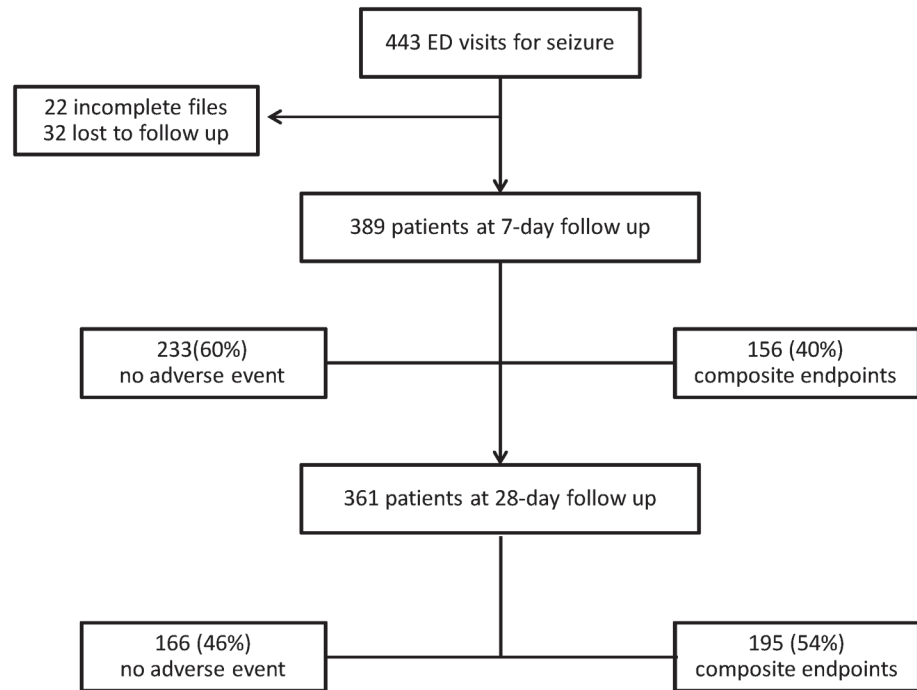 443 ED visits for seizure
22 incomplete files
32 lost to follow up
389 patients at 7-day follow up
233(60%)
no adverse event
156 (40%)
composite endpoints
361 patients at 28-day follow up
166 (46%)
no adverse event
195 (54%)
composite endpoints